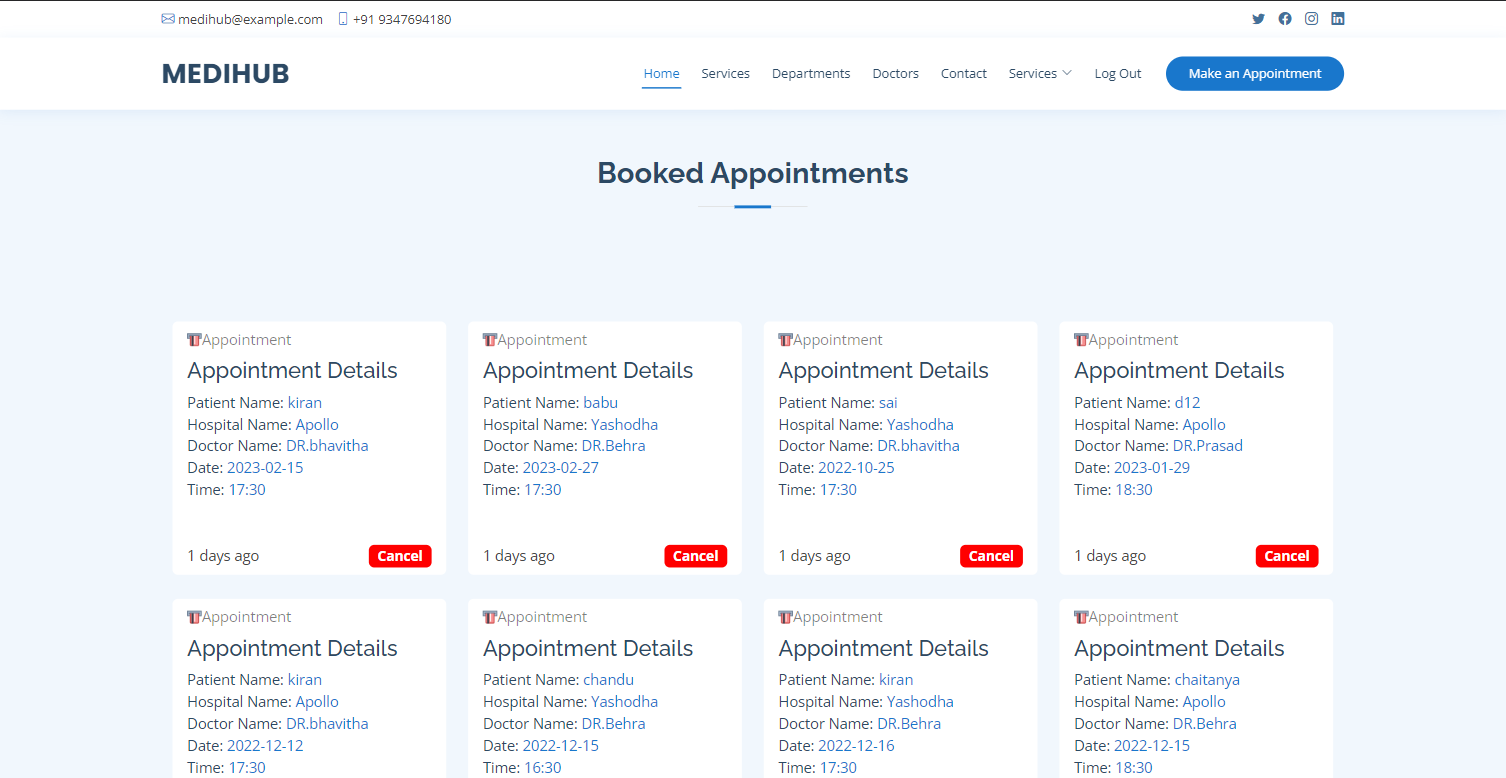 medihub@example.com +91 9347694180
MEDIHUB Home Services Departments Doctors Contact Services Log Out Make an Appointment
Booked Appointments
Appointment
Appointment Details
Patient Name: kiran
Hospital Name: Apollo
Doctor Name: DR.bhavitha
Date: 2023-02-15
Time: 17:30
1 days ago Cancel
Appointment
Appointment Details
Patient Name: babu
Hospital Name: Yashodha
Doctor Name: DR.Behra
Date: 2023-02-27
Time: 17:30
1 days ago Cancel
Appointment
Appointment Details
Patient Name: sai
Hospital Name: Yashodha
Doctor Name: DR.bhavitha
Date: 2022-10-25
Time: 17:30
1 days ago Cancel
Appointment
Appointment Details
Patient Name: d12
Hospital Name: Apollo
Doctor Name: DR.Prasad
Date: 2023-01-29
Time: 18:30
1 days ago Cancel
Appointment
Appointment Details
Patient Name: kiran
Hospital Name: Apollo
Doctor Name: DR.bhavitha
Date: 2022-12-12
Time: 17:30
Appointment
Appointment Details
Patient Name: chandu
Hospital Name: Yashodha
Doctor Name: DR.Behra
Date: 2022-12-15
Time: 16:30
Appointment
Appointment Details
Patient Name: kiran
Hospital Name: Yashodha
Doctor Name: DR.Behra
Date: 2022-12-16
Time: 17:30
Appointment
Appointment Details
Patient Name: chaitanya
Hospital Name: Apollo
Doctor Name: DR.Behra
Date: 2022-12-15
Time: 18:30